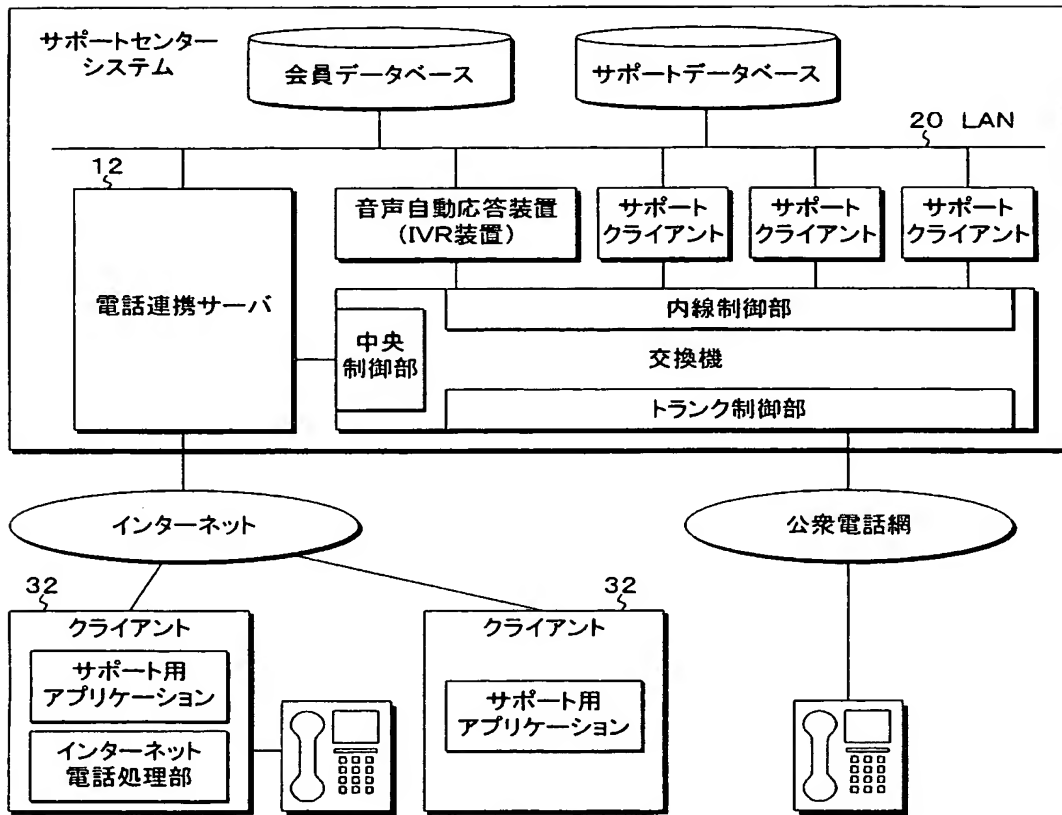 サポートセンター
システム
会員データベース
サポートデータベース
20 LAN
12
電話連携サーバ
音声自動応答装置
(IVR装置)
サポート
クライアント
サポート
クライアント
サポート
クライアント
内線制御部
中央
制御部
交換機
トランク制御部
インターネット
公衆電話網
32
クライアント
サポート用
アプリケーション
インターネット
電話処理部
32
クライアント
サポート用
アプリケーション